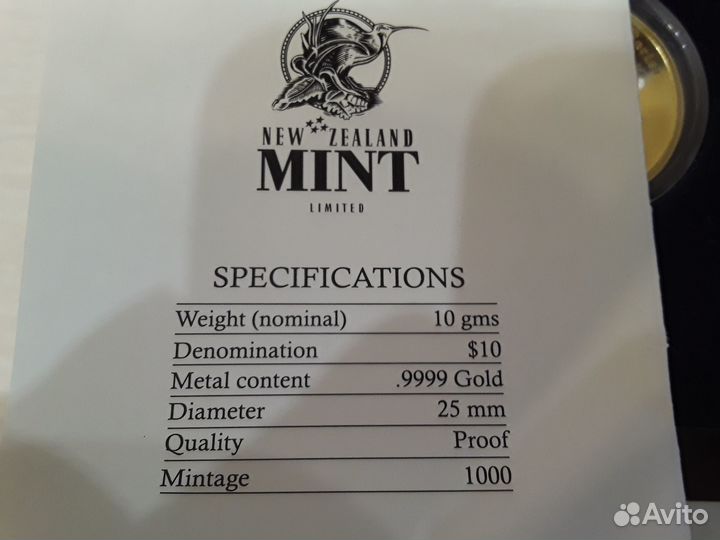 NEW ZEALAND
MINT
LIMITED
SPECIFICATIONS
Weight (nominal) 10 gms
Denomination $10
Metal content .9999 Gold
Diameter 25 mm
Quality Proof
Mintage 1000
Avito